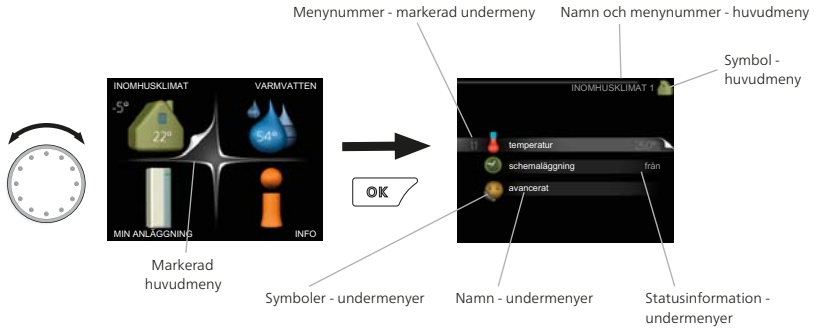 Menynummer - markerad undermeny
Namn och menynummer - huvudmeny
Symbol -
huvudmeny
INOMHUSKLIMAT
VARMVATTEN
-5°
22°
54°
MIN ANLÄGGNING
INFO
OK
INOMHUSKLIMAT 1
temperatur
schemaläggning
från
avancerat
Markerad
huvudmeny
Symboler - undermenyer
Namn - undermenyer
Statusinformation -
undermenyer